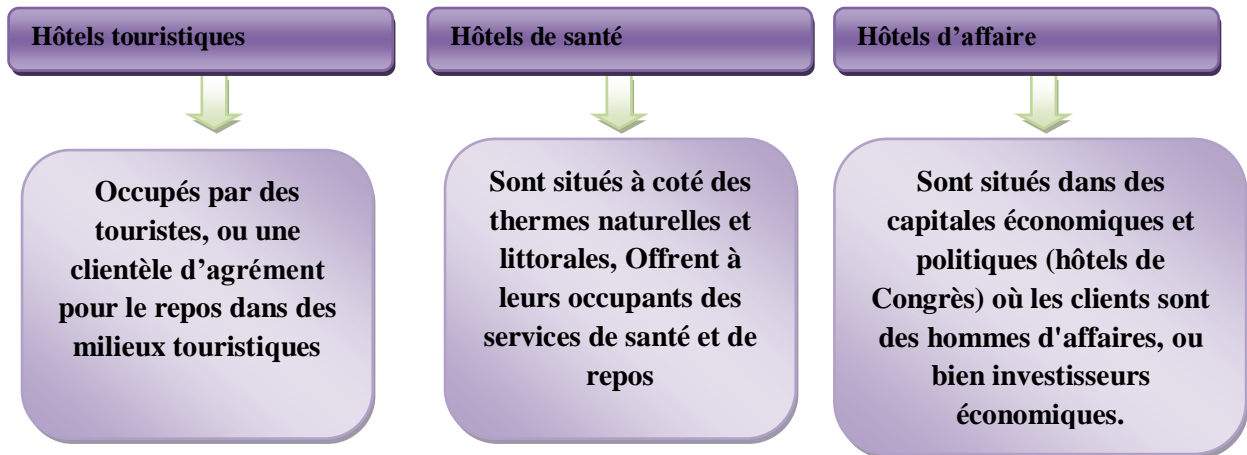 Hôtels touristiques
Occupés par des
touristes, ou une
clientèle d’agrément
pour le repos dans des
milieux touristiques
Hôtels de santé
Sont situés à coté des
thermes naturelles et
littorales, Offrent à
leurs occupants des
services de santé et de
repos
Hôtels d’affaire
Sont situés dans des
capitales économiques et
politiques (hôtels de
Congrès) où les clients sont
des hommes d'affaires, ou
bien investisseurs
économiques.